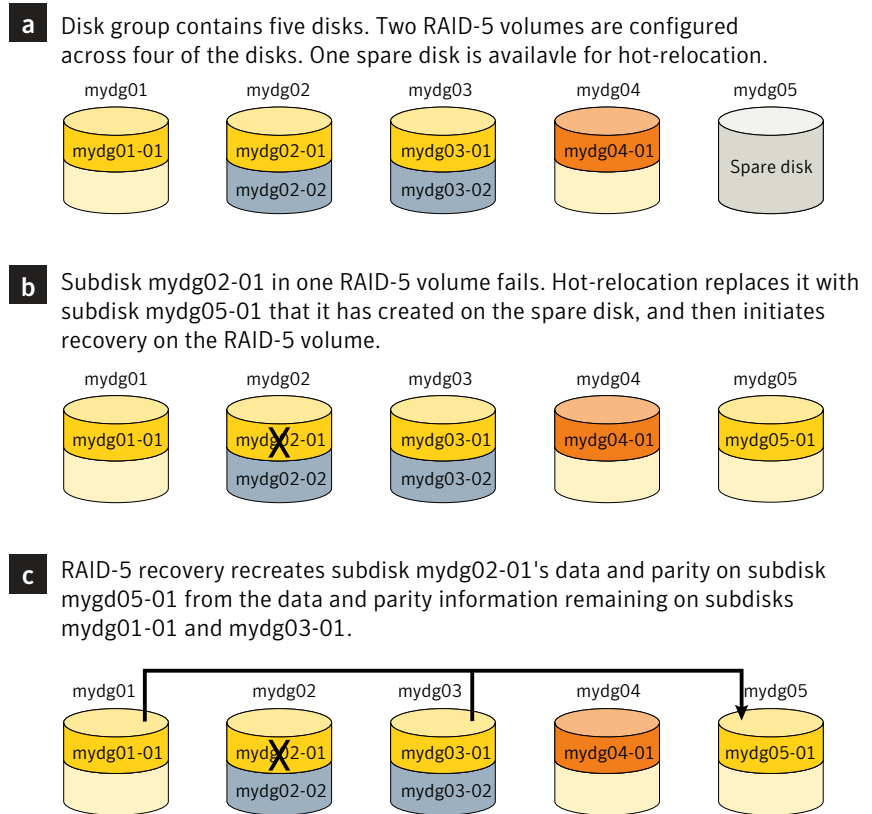 a
Disk group contains five disks. Two RAID-5 volumes are configured
across four of the disks. One spare disk is availavle for hot-relocation.
mydg01 mydg02 mydg03 mydg04 mydg05
mydg01-01 mydg02-01 mydg03-01 mydg04-01
Spare disk
mydg02-02 mydg03-02
b
Subdisk mydg02-01 in one RAID-5 volume fails. Hot-relocation replaces it with
subdisk mydg05-01 that it has created on the spare disk, and then initiates
recovery on the RAID-5 volume.
mydg01 mydg02 mydg03 mydg04 mydg05
mydg01-01 mydg02-01 mydg03-01 mydg04-01 mydg05-01
X
mydg02-02 mydg03-02
c
RAID-5 recovery recreates subdisk mydg02-01's data and parity on subdisk
mygd05-01 from the data and parity information remaining on subdisks
mydg01-01 and mydg03-01.
mydg01 mydg02 mydg03 mydg04 mydg05
mydg01-01 mydg02-01 mydg03-01 mydg04-01 mydg05-01
X
mydg02-02 mydg03-02